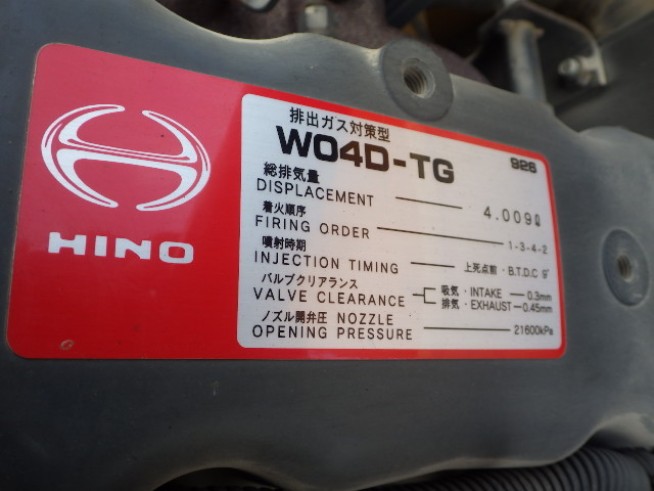 HINO
排出ガス対策型
W04D-TG 926
総排気量
DISPLACEMENT 4.009ℓ
着火順序
FIRING ORDER 1-3-4-2
噴射時期
INJECTION TIMING 上死点前・B.T.D.C 9°
バルブクリアランス
VALVE CLEARANCE 吸気・INTAKE 0.3mm
排気・EXHAUST 0.45mm
ノズル開弁圧 NOZZLE
OPENING PRESSURE 21600kPa